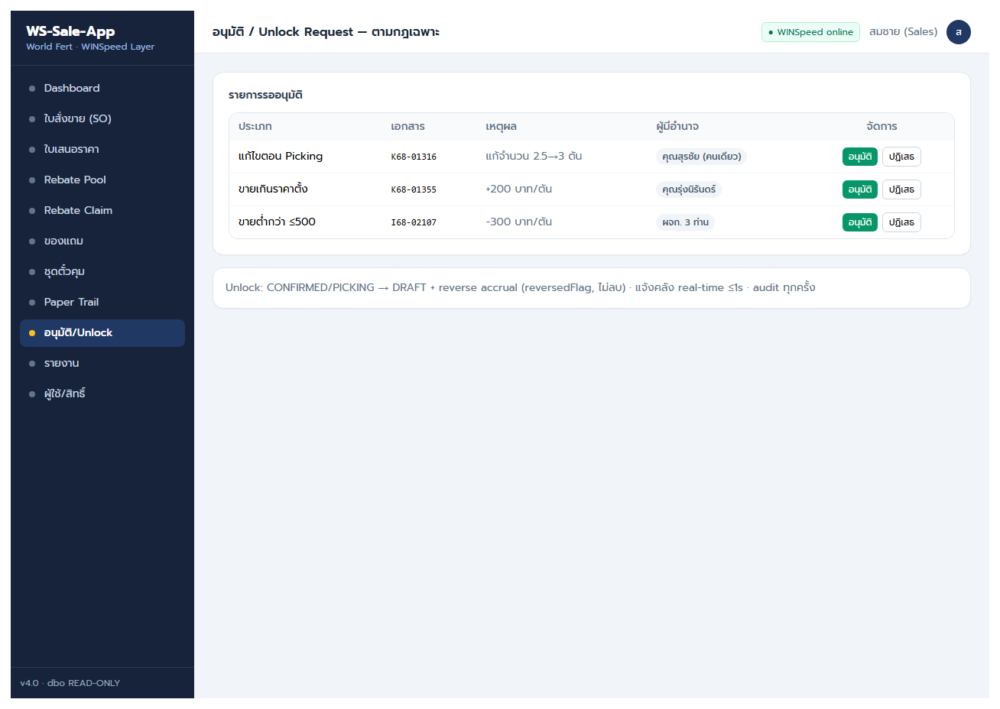 WS-Sale-App
World Fert · WINSpeed Layer
Dashboard
ใบสั่งขาย (SO)
ใบเสนอราคา
Rebate Pool
Rebate Claim
ของแถม
ชุดตั๋วคุม
Paper Trail
อนุมัติ/Unlock
รายงาน
ผู้ใช้/สิทธิ์
v4.0 · dbo READ-ONLY
อนุมัติ / Unlock Request — ตามกฎเฉพาะ
● WINSpeed online
สมชาย (Sales)
ส
รายการรออนุมัติ
ประเภท เอกสาร เหตุผล ผู้มีอำนาจ จัดการ
แก้ไขตอน Picking K68-01316 แก้จำนวน 2.5→3 ตัน คุณสุรชัย (คนเดียว) อนุมัติ ปฏิเสธ
ขายเกินราคาตั้ง K68-01355 +200 บาท/ตัน คุณรุ่งนิรันดร์ อนุมัติ ปฏิเสธ
ขายต่ำกว่า ≤500 I68-02107 -300 บาท/ตัน ผจก. 3 ท่าน อนุมัติ ปฏิเสธ
Unlock: CONFIRMED/PICKING → DRAFT + reverse accrual (reversedFlag, ไม่ลบ) · แจ้งคลัง real-time ≤1s · audit ทุกครั้ง